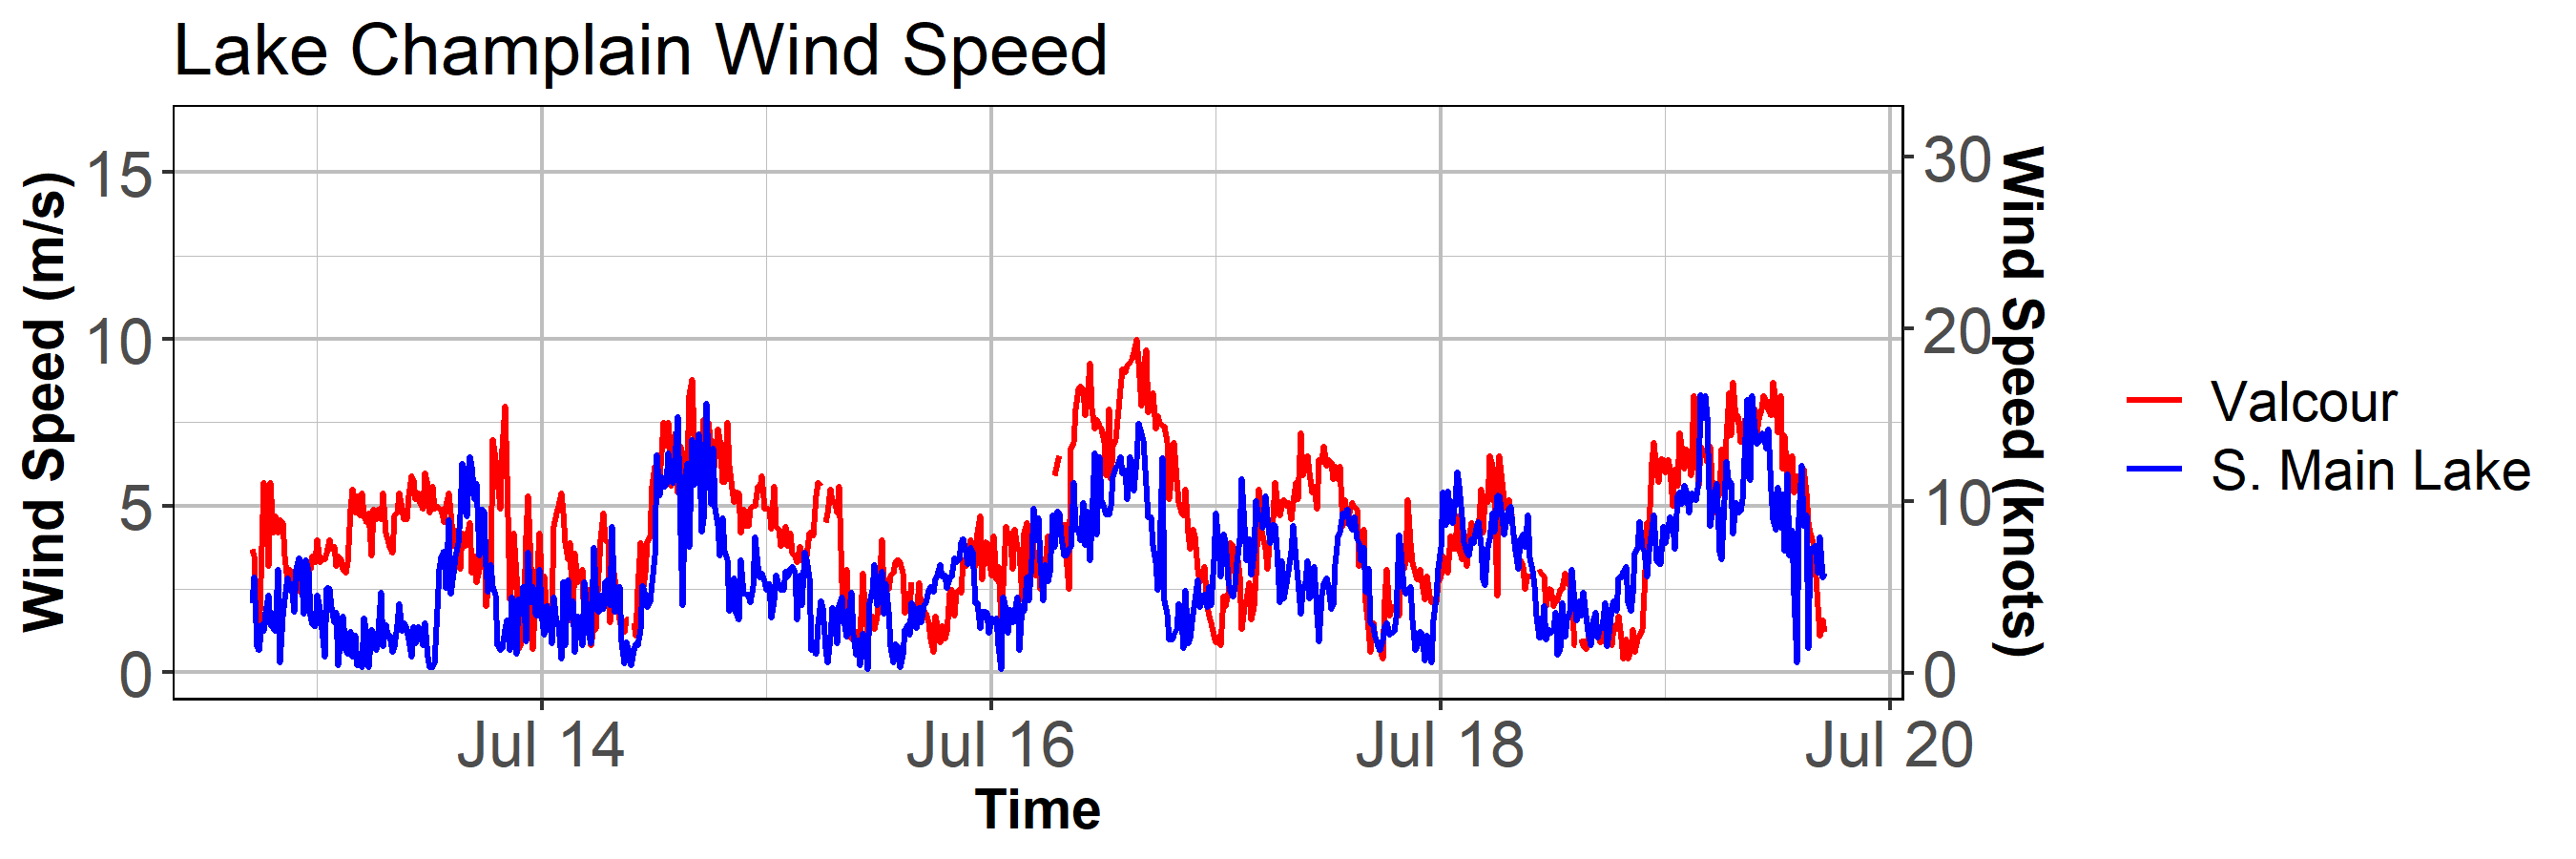 Lake Champlain Wind Speed
Wind Speed (m/s)
15
10
5
0
30
20
10
0
Wind Speed (knots)
Jul 14
Jul 16
Jul 18
Jul 20
Time
Valcour
S. Main Lake